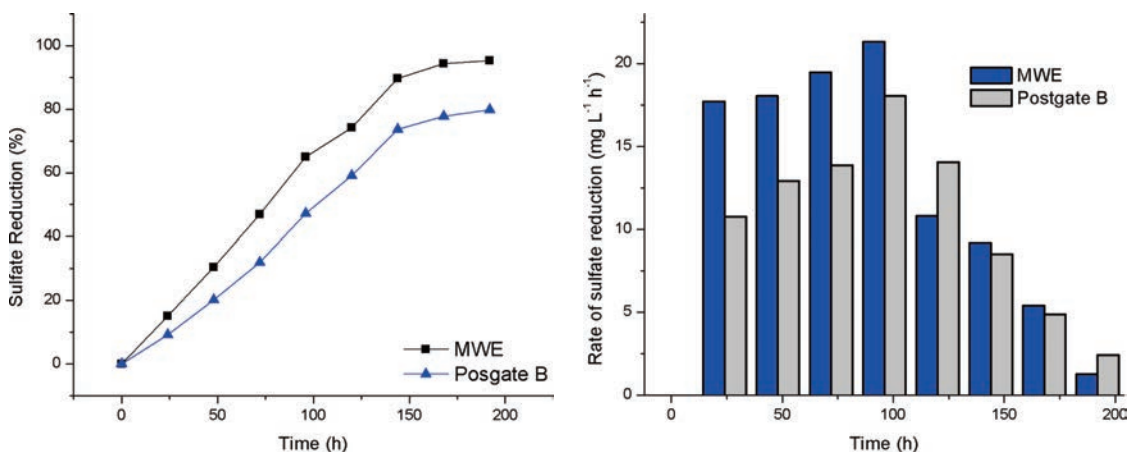 100
80
60
40
20
0
Sulfate Reduction (%)
MWE
Posgate B
0 50 100 150 200
Time (h)
20
15
10
5
0
Rate of sulfate reduction (mg L⁻¹ h⁻¹)
MWE
Postgate B
0 50 100 150 200
Time (h)